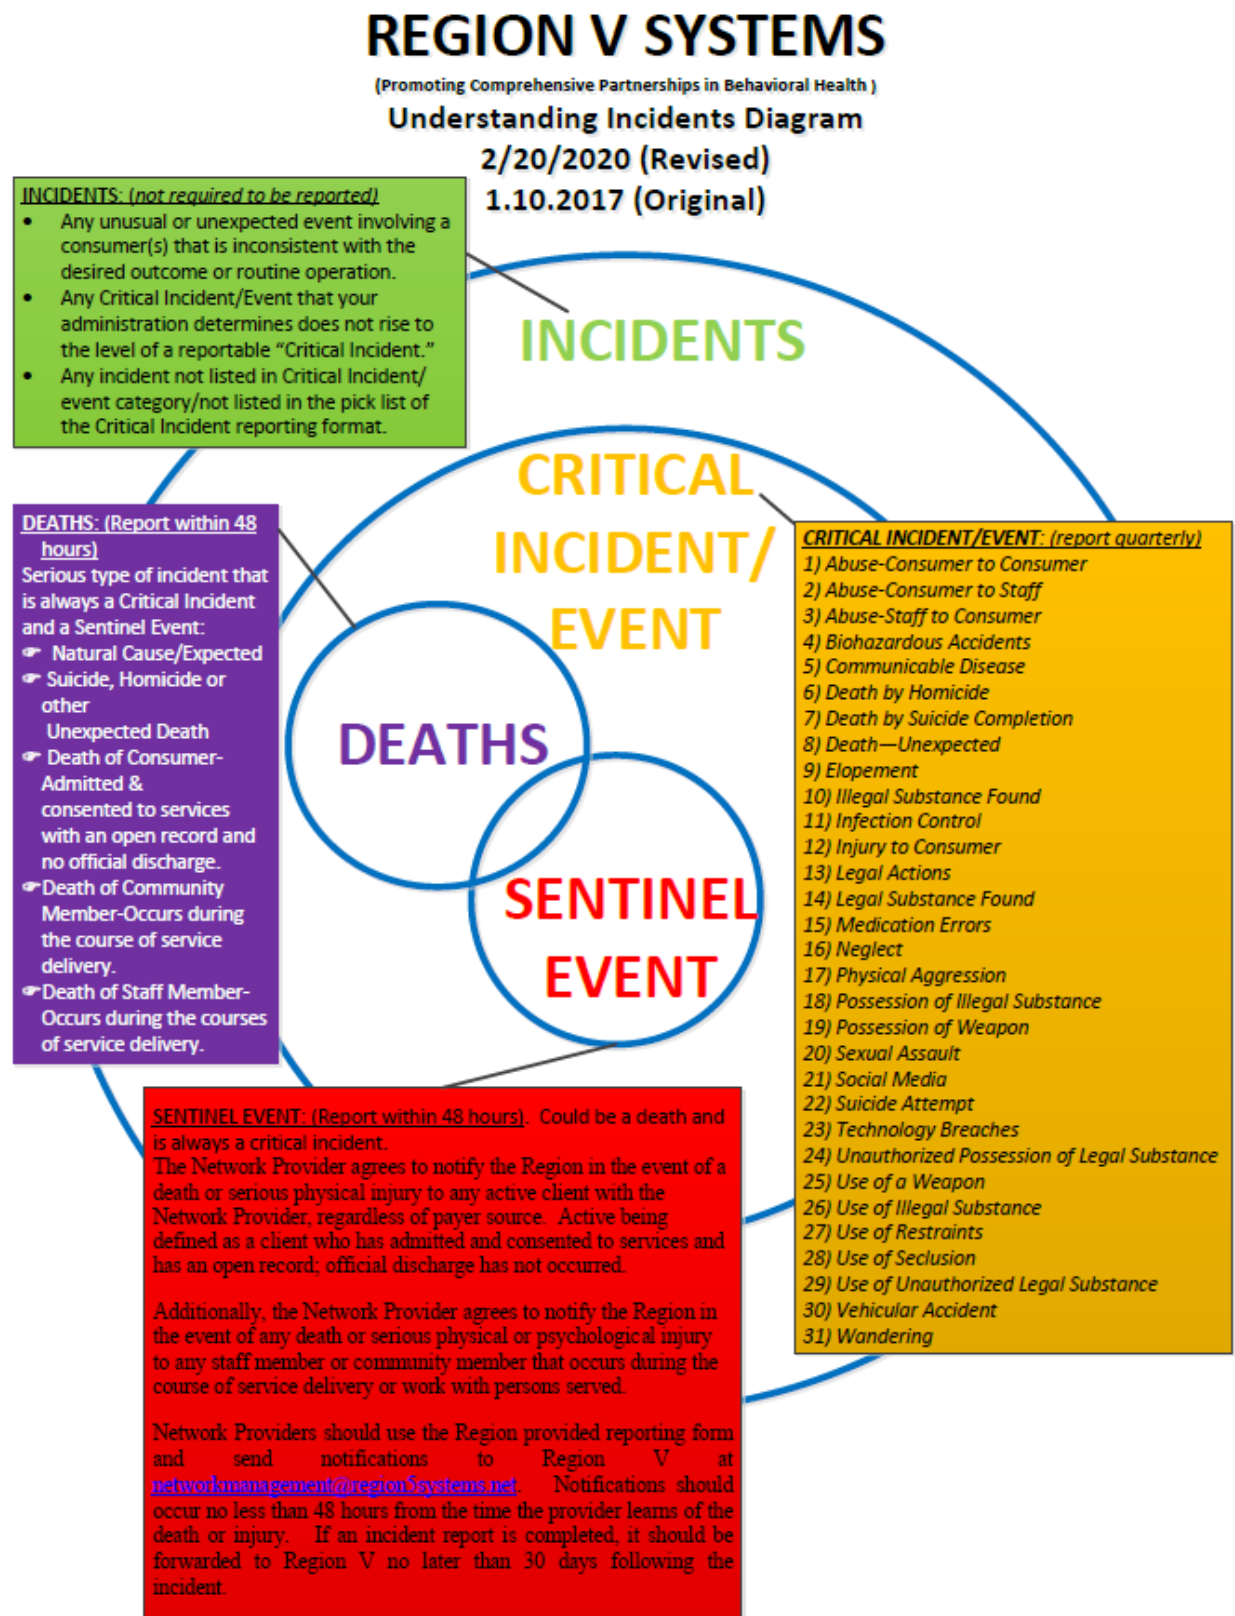 REGION V SYSTEMS
(Promoting Comprehensive Partnerships in Behavioral Health )
Understanding Incidents Diagram
2/20/2020 (Revised)
1.10.2017 (Original)
INCIDENTS: (not required to be reported)
• Any unusual or unexpected event involving a
consumer(s) that is inconsistent with the
desired outcome or routine operation.
• Any Critical Incident/Event that your
administration determines does not rise to
the level of a reportable “Critical Incident.”
• Any incident not listed in Critical Incident/
event category/not listed in the pick list of
the Critical Incident reporting format.
INCIDENTS
CRITICAL
INCIDENT/
EVENT
DEATHS: (Report within 48
hours)
Serious type of incident that
is always a Critical Incident
and a Sentinel Event:
☞ Natural Cause/Expected
☞ Suicide, Homicide or
other
Unexpected Death
☞ Death of Consumer-
Admitted &
consented to services
with an open record and
no official discharge.
☞Death of Community
Member-Occurs during
the course of service
delivery.
☞Death of Staff Member-
Occurs during the courses
of service delivery.
DEATHS
SENTINEL
EVENT
CRITICAL INCIDENT/EVENT: (report quarterly)
1) Abuse-Consumer to Consumer
2) Abuse-Consumer to Staff
3) Abuse-Staff to Consumer
4) Biohazardous Accidents
5) Communicable Disease
6) Death by Homicide
7) Death by Suicide Completion
8) Death—Unexpected
9) Elopement
10) Illegal Substance Found
11) Infection Control
12) Injury to Consumer
13) Legal Actions
14) Legal Substance Found
15) Medication Errors
16) Neglect
17) Physical Aggression
18) Possession of Illegal Substance
19) Possession of Weapon
20) Sexual Assault
21) Social Media
22) Suicide Attempt
23) Technology Breaches
24) Unauthorized Possession of Legal Substance
25) Use of a Weapon
26) Use of Illegal Substance
27) Use of Restraints
28) Use of Seclusion
29) Use of Unauthorized Legal Substance
30) Vehicular Accident
31) Wandering
SENTINEL EVENT: (Report within 48 hours). Could be a death and
is always a critical incident.
The Network Provider agrees to notify the Region in the event of a
death or serious physical injury to any active client with the
Network Provider, regardless of payer source. Active being
defined as a client who has admitted and consented to services and
has an open record; official discharge has not occurred.
Additionally, the Network Provider agrees to notify the Region in
the event of any death or serious physical or psychological injury
to any staff member or community member that occurs during the
course of service delivery or work with persons served.
Network Providers should use the Region provided reporting form
and send notifications to Region V at
networkmanagement@region5systems.net. Notifications should
occur no less than 48 hours from the time the provider learns of the
death or injury. If an incident report is completed, it should be
forwarded to Region V no later than 30 days following the
incident.